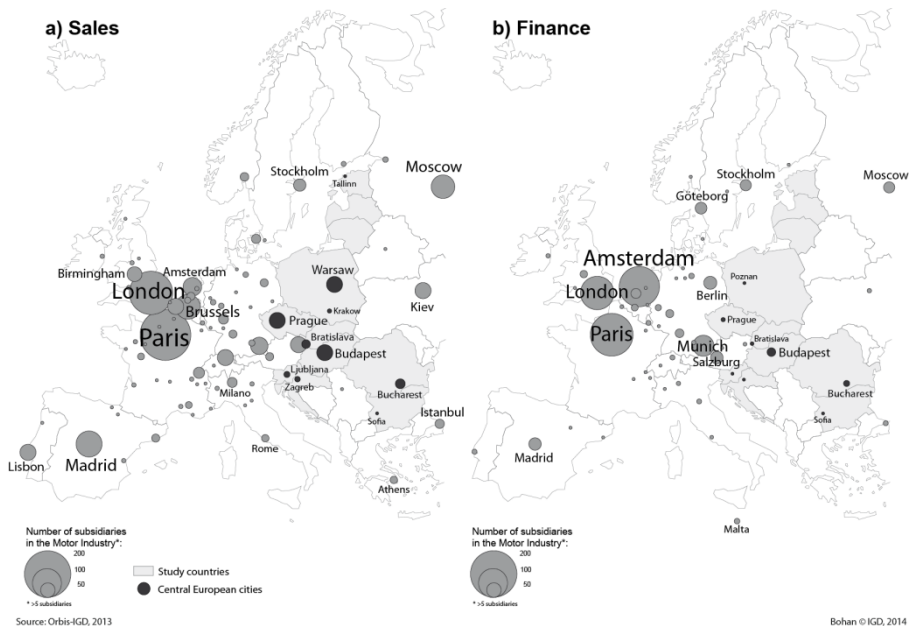 a) Sales
Stockholm
Tallinn
Moscow
Birmingham
Amsterdam
London
Brussels
Paris
Warsaw
Krakow
Kiev
Prague
Bratislava
Budapest
Ljubljana
Zagreb
Milano
Bucharest
Sofia
Istanbul
Rome
Lisbon
Madrid
Athens
Number of subsidiaries
in the Motor Industry*:
200
100
50
* >5 subsidiaries
Study countries
Central European cities
Source: Orbis-IGD, 2013
b) Finance
Stockholm
Göteborg
Moscow
Amsterdam
London
Poznan
Berlin
Paris
Prague
Munich
Bratislava
Salzburg
Budapest
Bucharest
Sofia
Madrid
Malta
Number of subsidiaries
in the Motor Industry*:
200
100
50
* >5 subsidiaries
Bohan © IGD, 2014